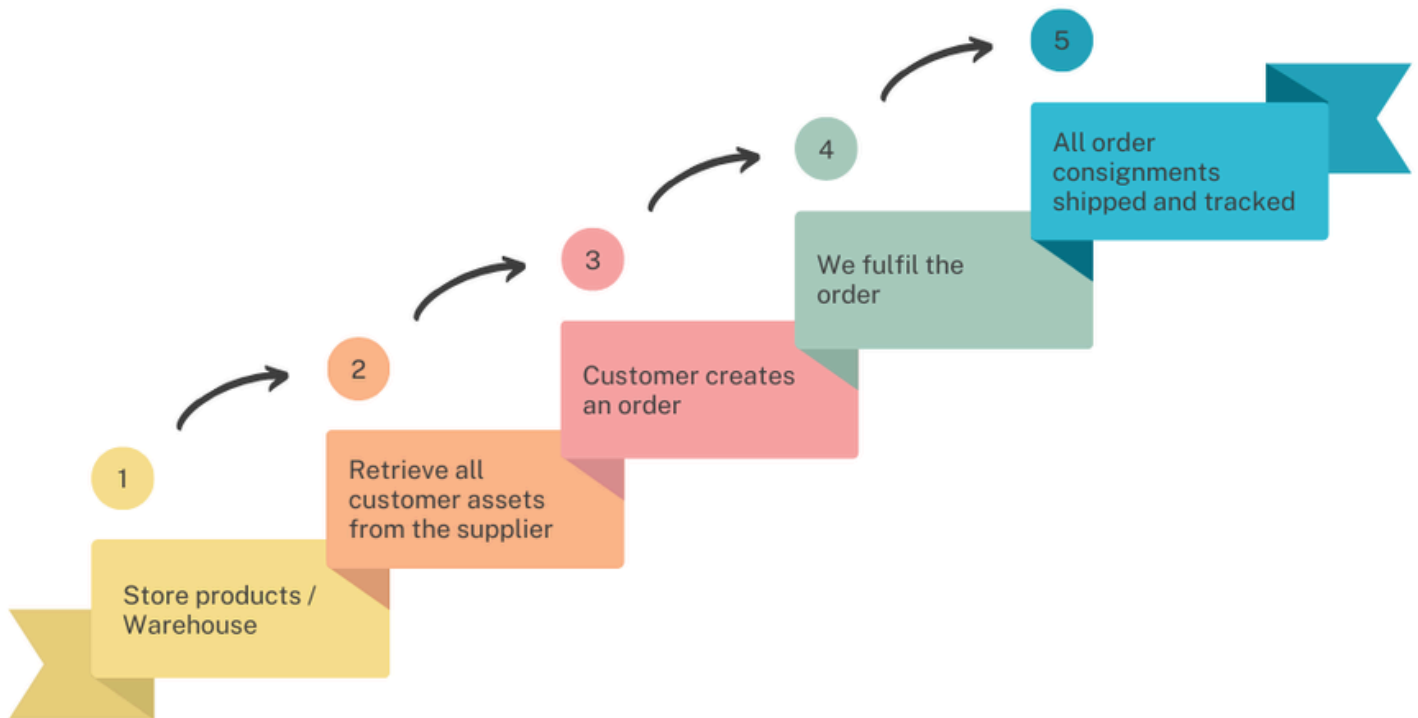 1
Store products /
Warehouse
2
Retrieve all
customer assets
from the supplier
3
Customer creates
an order
4
We fulfil the
order
5
All order
consignments
shipped and tracked